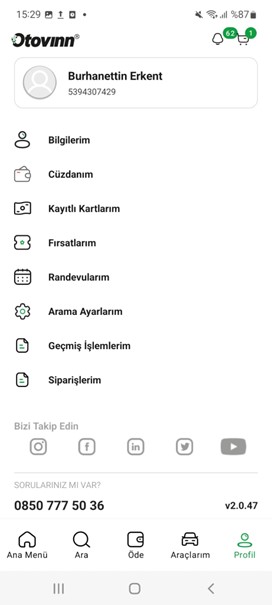 15:29
%87
Otovinn
62
1
Burhanettin Erkent
5394307429
Bilgilerim
Cüzdanım
Kayıtlı Kartlarım
Fırsatlarım
Randevularım
Arama Ayarlarım
Geçmiş İşlemlerim
Siparişlerim
Bizi Takip Edin
SORULARINIZ MI VAR?
0850 777 50 36
v2.0.47
Ana Menü
Ara
Öde
Araçlarım
Profil